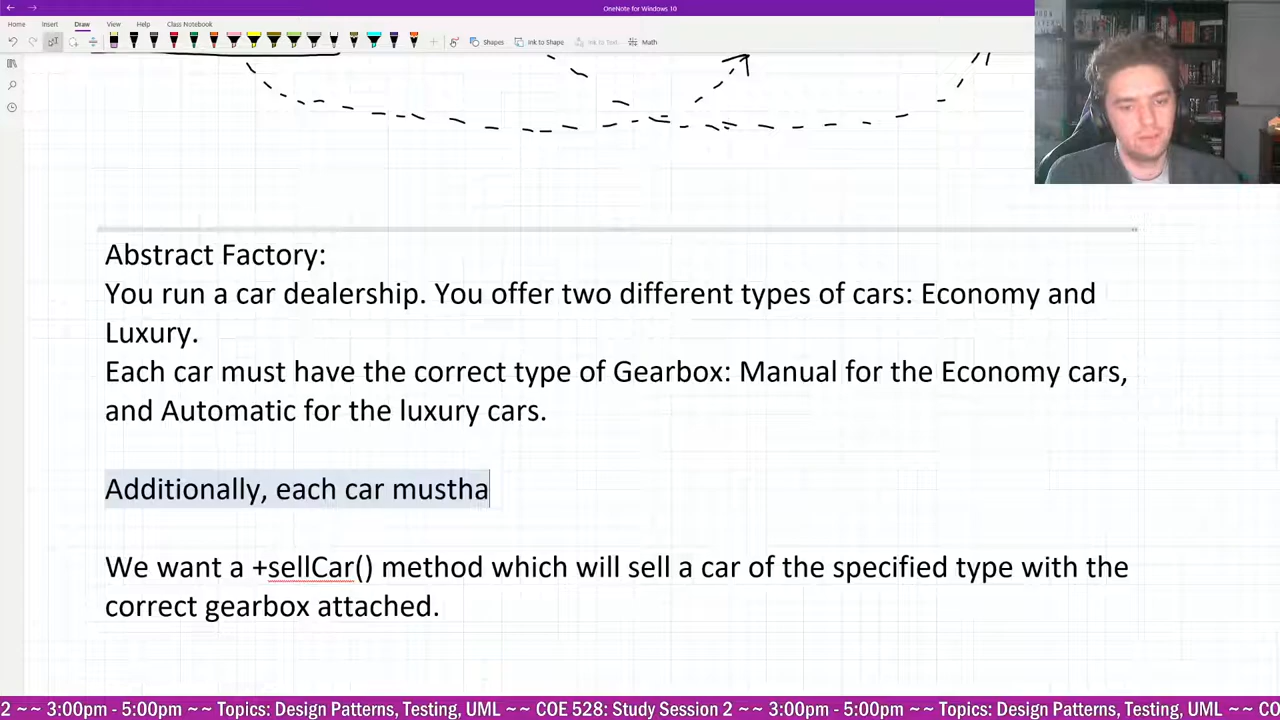 OneNote for Windows 10
Home Insert Draw View Help Class Notebook
Shapes Ink to Shape Ink to Text Math
Abstract Factory:
You run a car dealership. You offer two different types of cars: Economy and
Luxury.
Each car must have the correct type of Gearbox: Manual for the Economy cars,
and Automatic for the luxury cars.
Additionally, each car mustha
We want a +sellCar() method which will sell a car of the specified type with the
correct gearbox attached.
2 ~~ 3:00pm - 5:00pm ~~ Topics: Design Patterns, Testing, UML ~~ COE 528: Study Session 2 ~~ 3:00pm - 5:00pm ~~ Topics: Design Patterns, Testing, UML ~~ CO